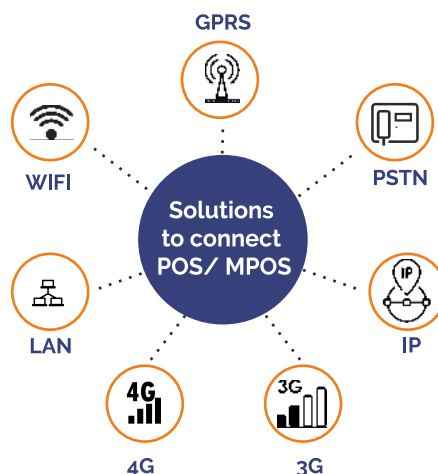 GPRS
WIFI
PSTN
Solutions
to connect
POS/ MPOS
LAN
IP
IP
4G
3G
4G
3G